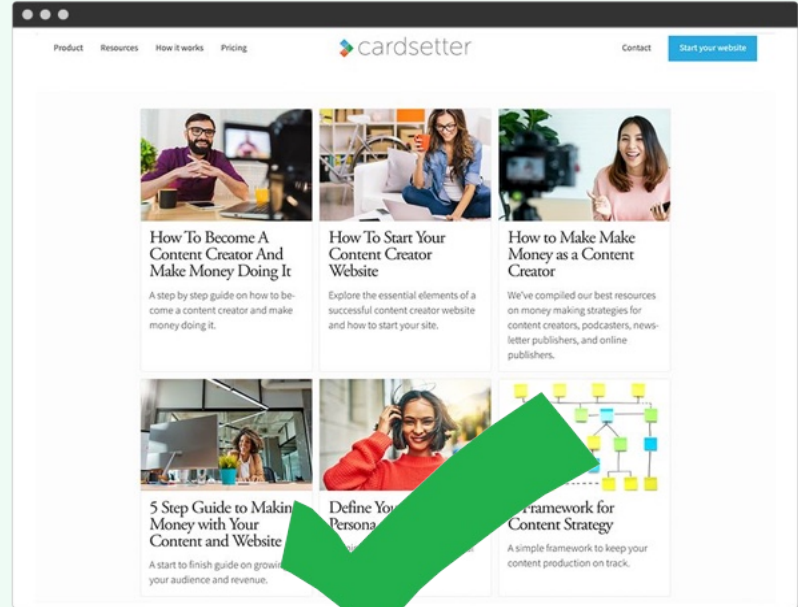 Product Resources How it works Pricing cardsetter Contact Start your website
How To Become A
Content Creator And
Make Money Doing It
A step by step guide on how to be-
come a content creator and make
money doing it.
How To Start Your
Content Creator
Website
Explore the essential elements of a
successful content creator website
and how to start your site.
How to Make Make
Money as a Content
Creator
We've compiled our best resources
on money making strategies for
content creators, podcasters, news-
letter publishers, and online
publishers.
5 Step Guide to Making
Money with Your
Content and Website
A start to finish guide on growing
your audience and revenue.
Define
Persona
Framework for
Content Strategy
A simple framework to keep your
content production on track.